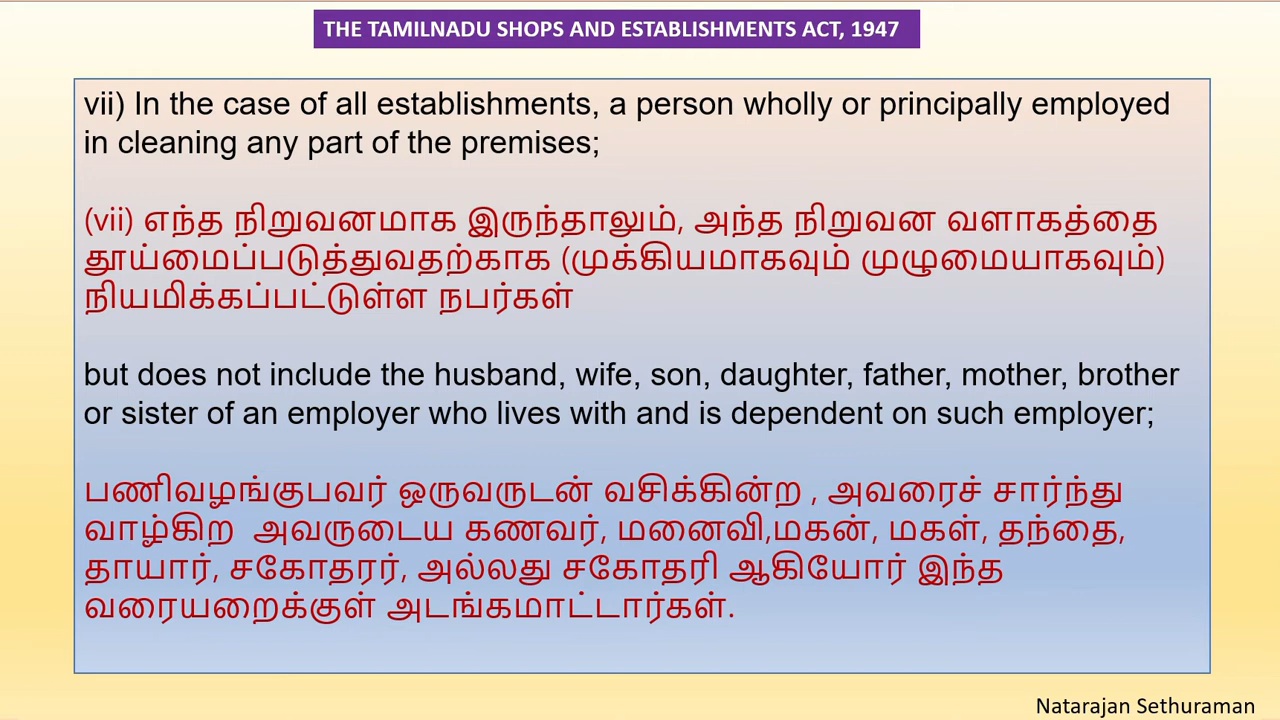 THE TAMILNADU SHOPS AND ESTABLISHMENTS ACT, 1947
vii) In the case of all establishments, a person wholly or principally employed
in cleaning any part of the premises;
(vii) எந்த நிறுவனமாக இருந்தாலும், அந்த நிறுவன வளாகத்தை
தூய்மைப்படுத்துவதற்காக (முக்கியமாகவும் முழுமையாகவும்)
நியமிக்கப்பட்டுள்ள நபர்கள்
but does not include the husband, wife, son, daughter, father, mother, brother
or sister of an employer who lives with and is dependent on such employer;
பணிவழங்குபவர் ஒருவருடன் வசிக்கின்ற , அவரைச் சார்ந்து
வாழ்கிற  அவருடைய கணவர், மனைவி,மகன், மகள், தந்தை,
தாயார், சகோதரர், அல்லது சகோதரி ஆகியோர் இந்த
வரையறைக்குள் அடங்கமாட்டார்கள்.
Natarajan Sethuraman